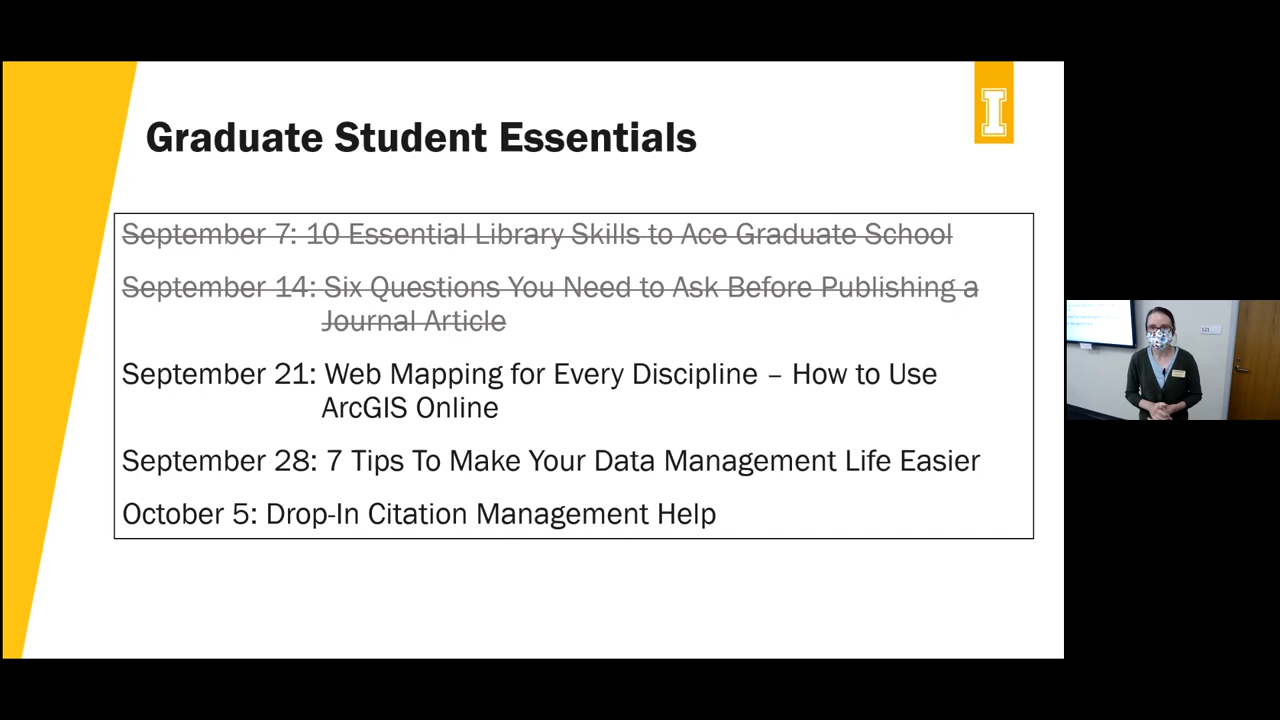 Graduate Student Essentials
I
September 7: 10 Essential Library Skills to Ace Graduate School
September 14: Six Questions You Need to Ask Before Publishing a
Journal Article
September 21: Web Mapping for Every Discipline – How to Use
ArcGIS Online
September 28: 7 Tips To Make Your Data Management Life Easier
October 5: Drop-In Citation Management Help